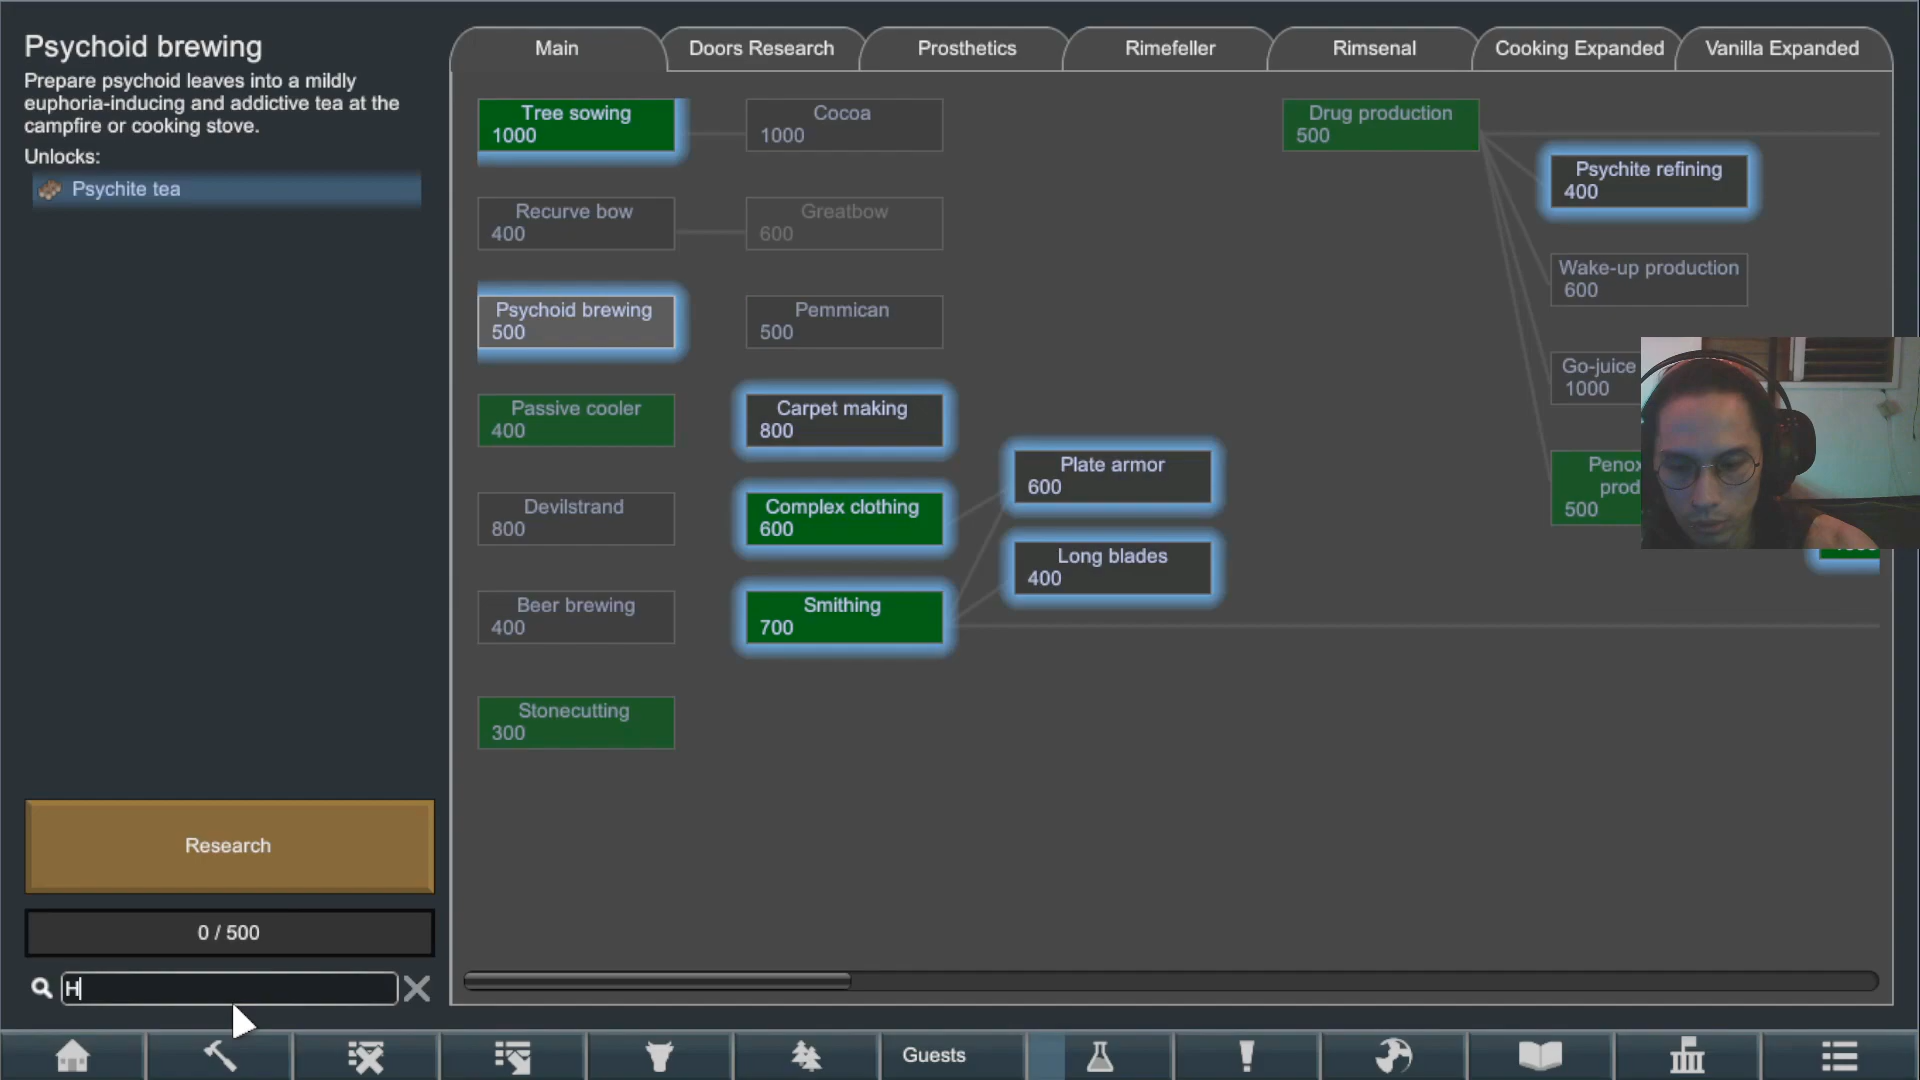 Psychoid brewing
Prepare psychoid leaves into a mildly
euphoria-inducing and addictive tea at the
campfire or cooking stove.
Unlocks:
Psychite tea
Research
0 / 500
H
Main
Doors Research
Prosthetics
Rimefeller
Rimsenal
Cooking Expanded
Vanilla Expanded
Tree sowing
1000
Cocoa
1000
Drug production
500
Psychite refining
400
Recurve bow
400
Greatbow
600
Wake-up production
600
Psychoid brewing
500
Pemmican
500
Go-juice
1000
Passive cooler
400
Carpet making
800
Plate armor
600
Penox
prod
500
Devilstrand
800
Complex clothing
600
Long blades
400
Beer brewing
400
Smithing
700
Stonecutting
300
Guests